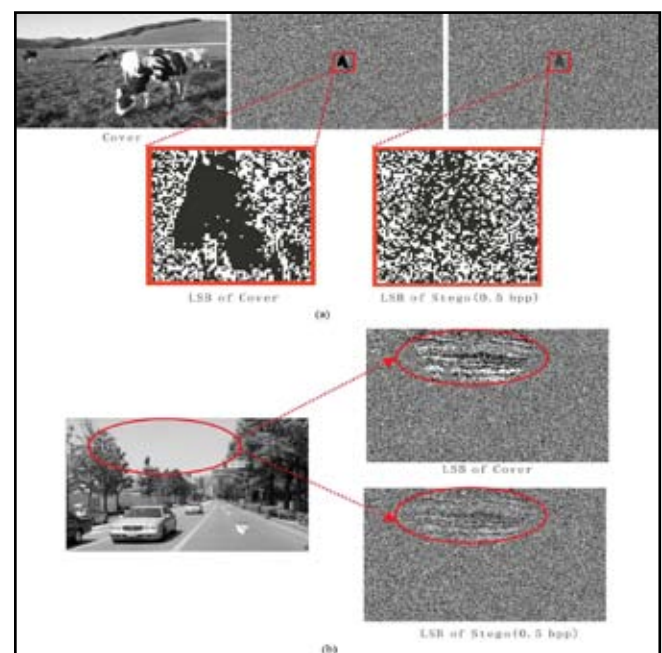 Cover
LSB of Cover
LSB of Stego(0.5 bpp)
(a)
LSB of Cover
LSB of Stego(0.5 bpp)
(b)